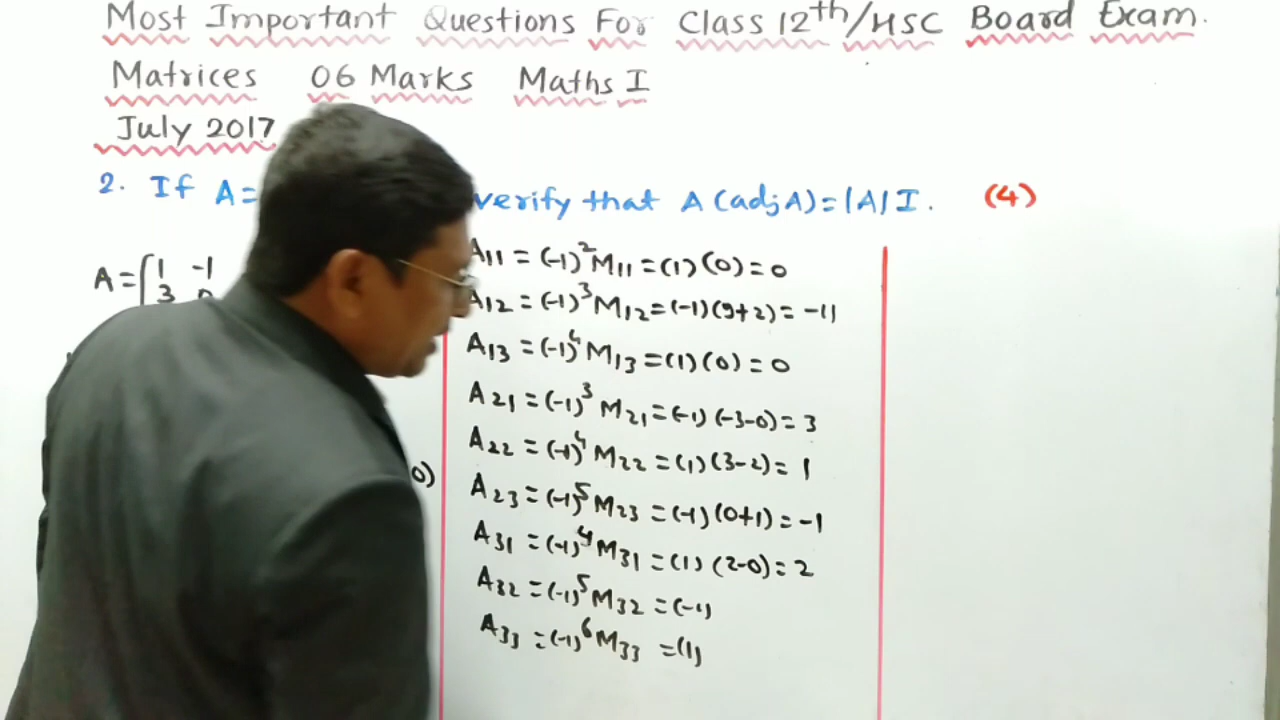 Most Important Questions For Class 12th/HSC Board Exam.
Matrices 06 Marks Maths I
July 2017
2. If A= verify that A(adjA)=|A|I. (4)
A=[1 -1
3 0
0)
A11 = (-1)^2 M11 = (1)(0) = 0
A12 = (-1)^3 M12 = (-1)(9+2) = -11
A13 = (-1)^4 M13 = (1)(0) = 0
A21 = (-1)^3 M21 = (-1)(-3-0) = 3
A22 = (-1)^4 M22 = (1)(3-2) = 1
A23 = (-1)^5 M23 = (-1)(0+1) = -1
A31 = (-1)^4 M31 = (1)(2-0) = 2
A32 = (-1)^5 M32 = (-1)
A33 = (-1)^6 M33 = (1)